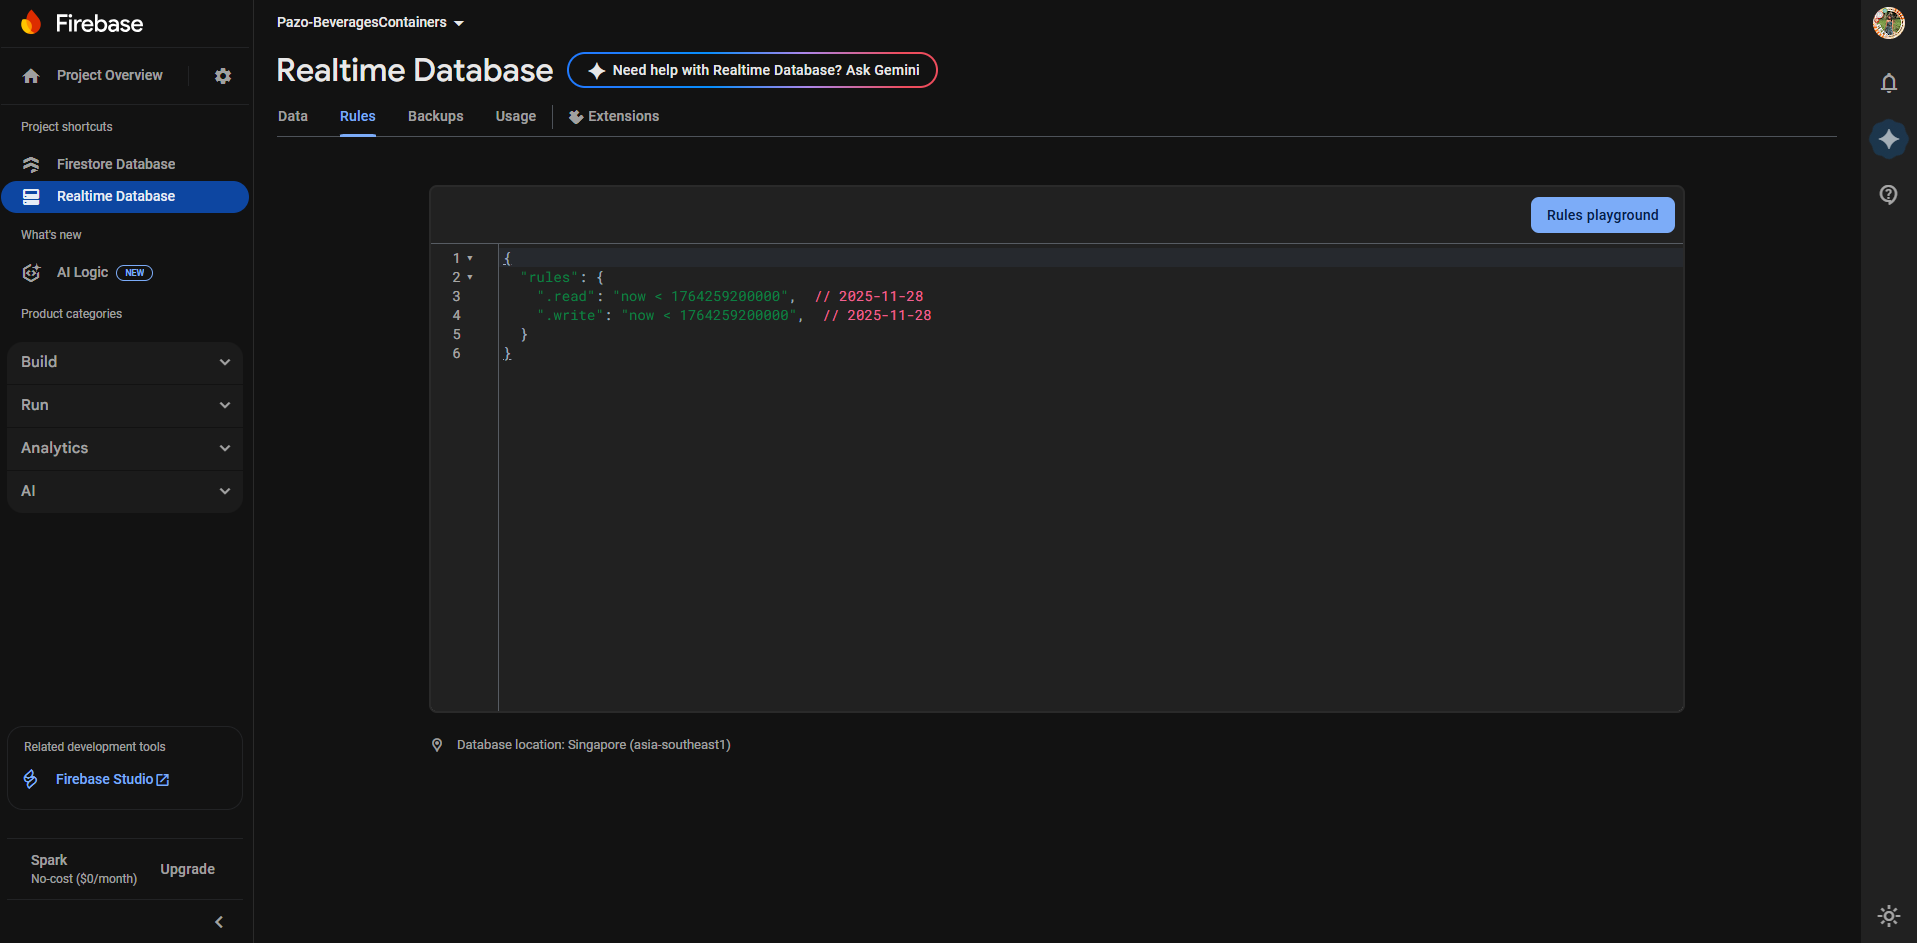 Firebase
Project Overview
Project shortcuts
Firestore Database
Realtime Database
What's new
AI Logic NEW
Product categories
Build
Run
Analytics
AI
Related development tools
Firebase Studio
Spark
No-cost ($0/month)
Upgrade
Pazo-BeveragesContainers
Realtime Database
Need help with Realtime Database? Ask Gemini
Data Rules Backups Usage Extensions
Rules playground
1 {
2 "rules": {
3 ".read": "now < 1764259200000", // 2025-11-28
4 ".write": "now < 1764259200000", // 2025-11-28
5 }
6 }
Database location: Singapore (asia-southeast1)